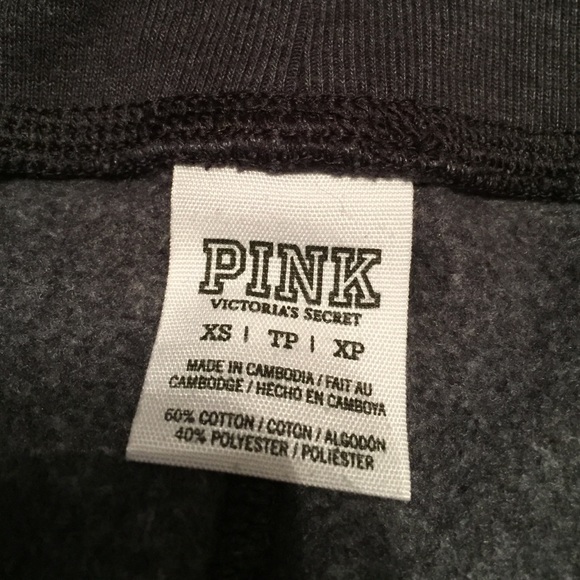 PINK
VICTORIA'S SECRET
XS | TP | XP
MADE IN CAMBODIA / FAIT AU
CAMBODGE / HECHO EN CAMBOYA
60% COTTON / COTON / ALGODÓN
40% POLYESTER / POLIÉSTER